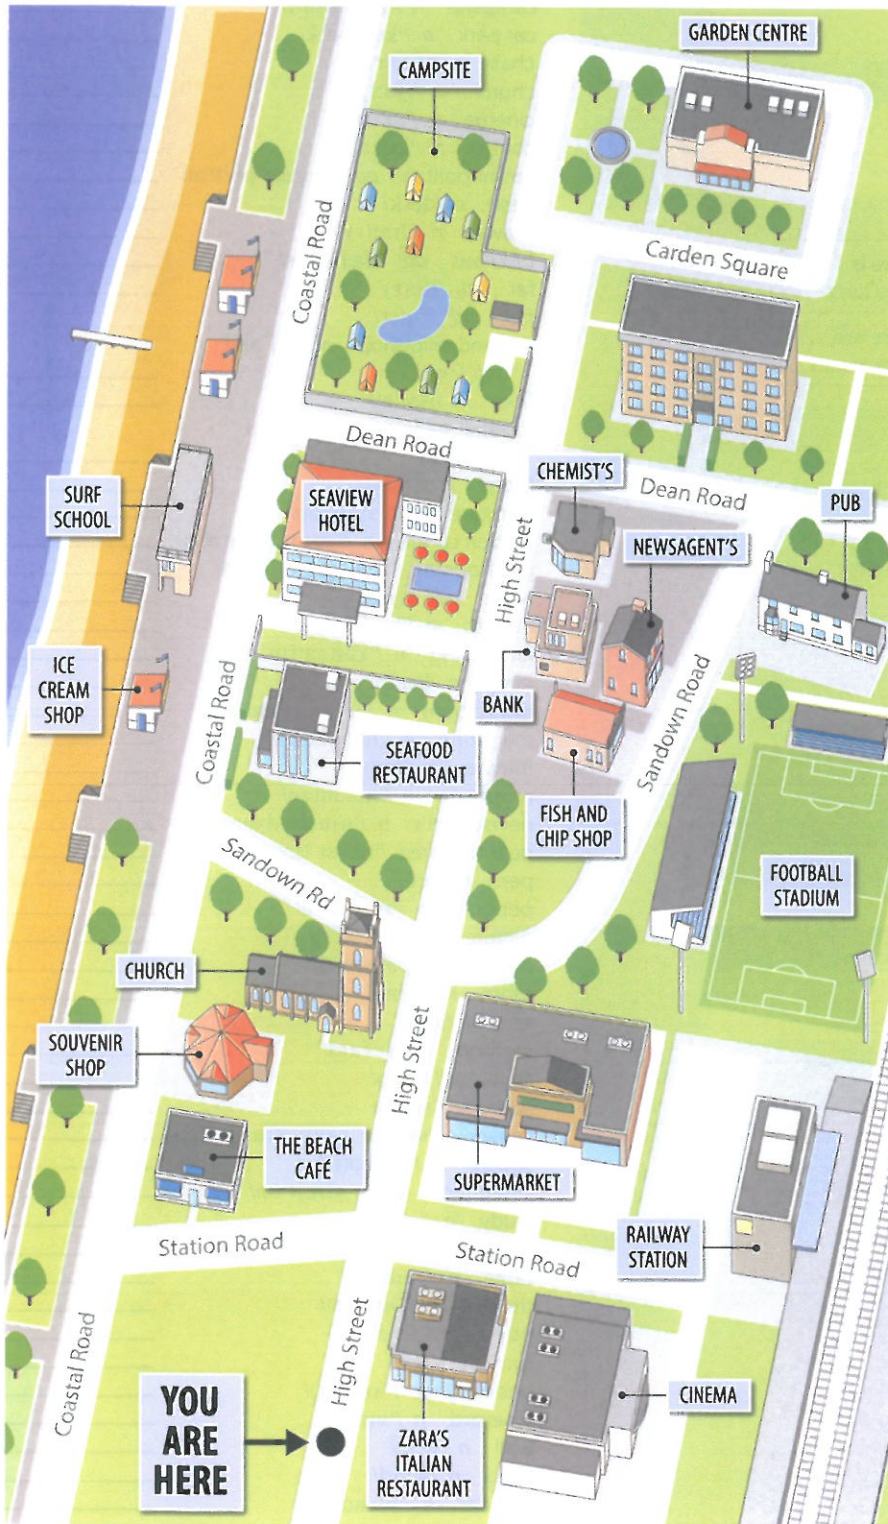 GARDEN CENTRE
CAMPSITE
Coastal Road
Carden Square
Dean Road
CHEMIST'S
Dean Road
SURF
SCHOOL
SEAVIEW
HOTEL
PUB
NEWSAGENT'S
High Street
ICE
CREAM
SHOP
BANK
Sandown Road
Coastal Road
SEAFOOD
RESTAURANT
FISH AND
CHIP SHOP
Sandown Rd
FOOTBALL
STADIUM
CHURCH
SOUVENIR
SHOP
High Street
THE BEACH
CAFÉ
SUPERMARKET
Station Road
Station Road
RAILWAY
STATION
High Street
Coastal Road
YOU
ARE
HERE
ZARA'S
ITALIAN
RESTAURANT
CINEMA